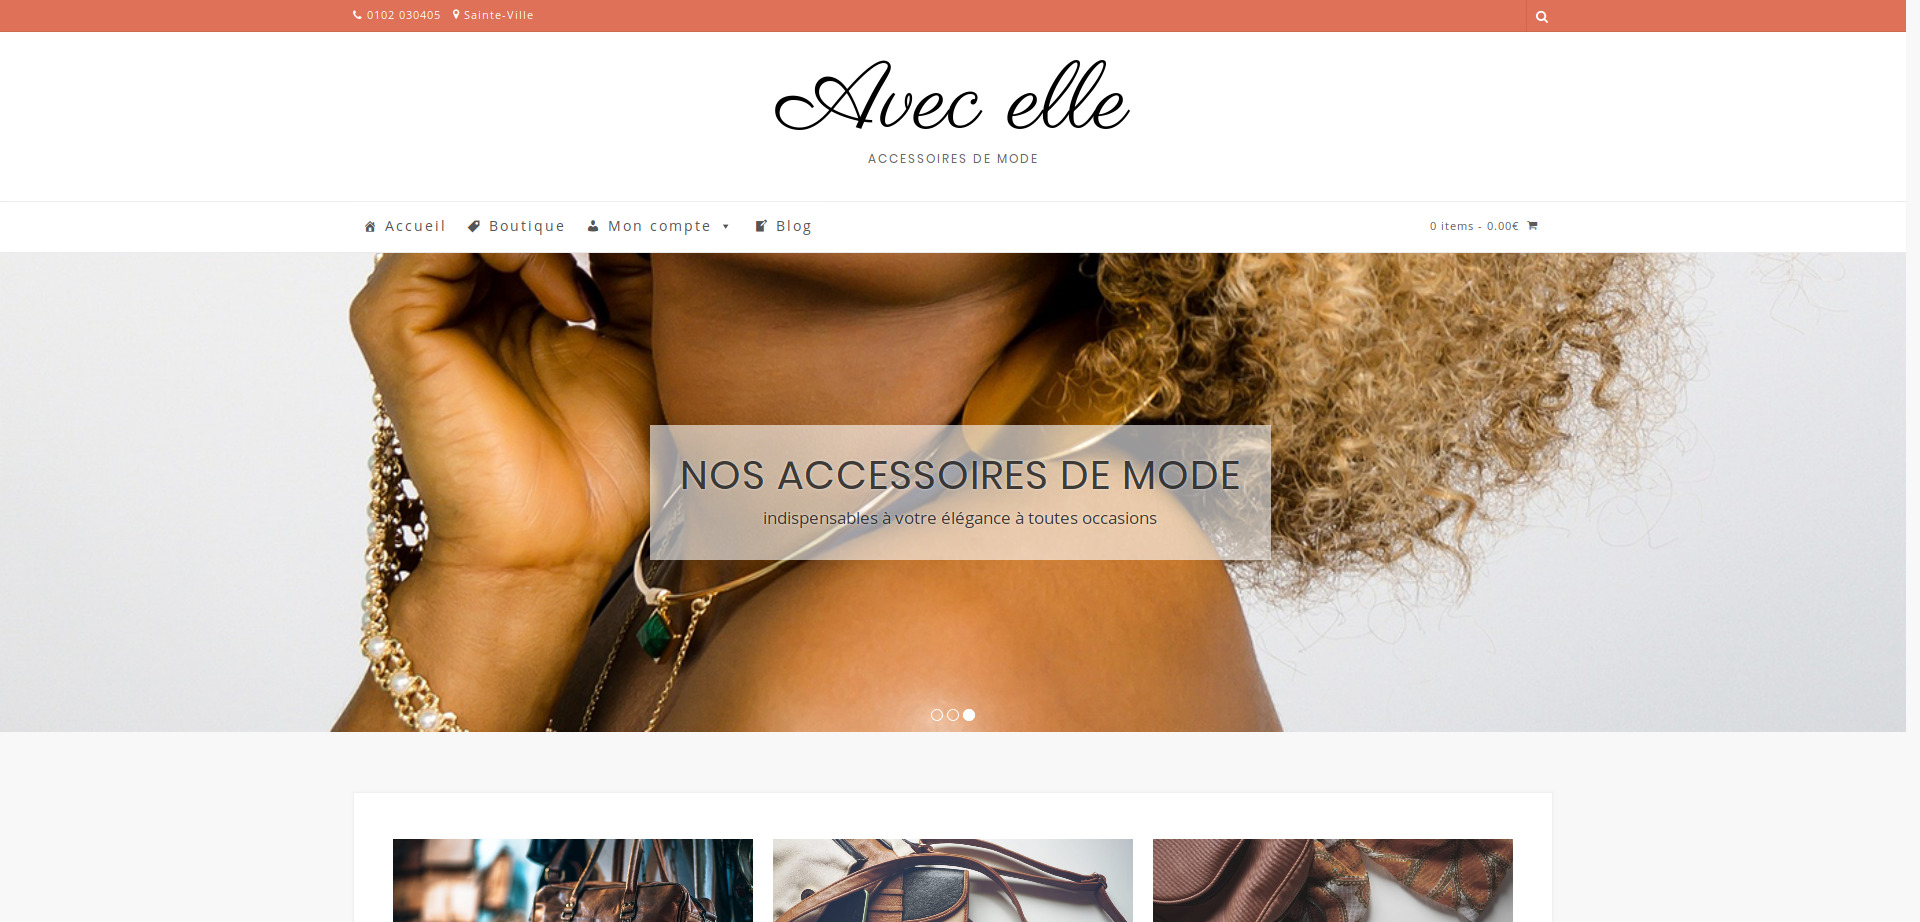 0102 030405 Sainte-Ville
Avec elle
ACCESSOIRES DE MODE
Accueil Boutique Mon compte Blog 0 items - 0.00€
NOS ACCESSOIRES DE MODE
indispensables à votre élégance à toutes occasions